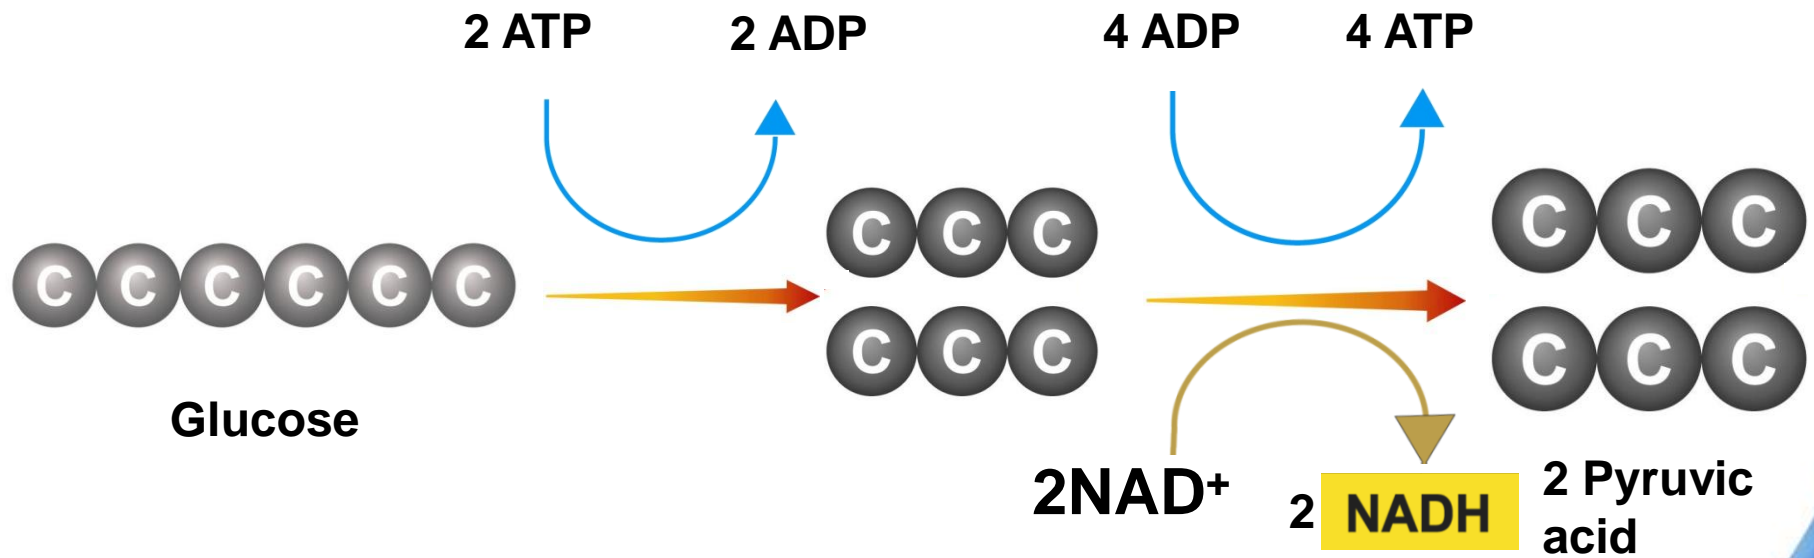 2 ATP
2 ADP
4 ADP
4 ATP
C C C C C C
C C C
C C C
C C C
C C C
Glucose
2NAD⁺
2 NADH
2 Pyruvic
acid